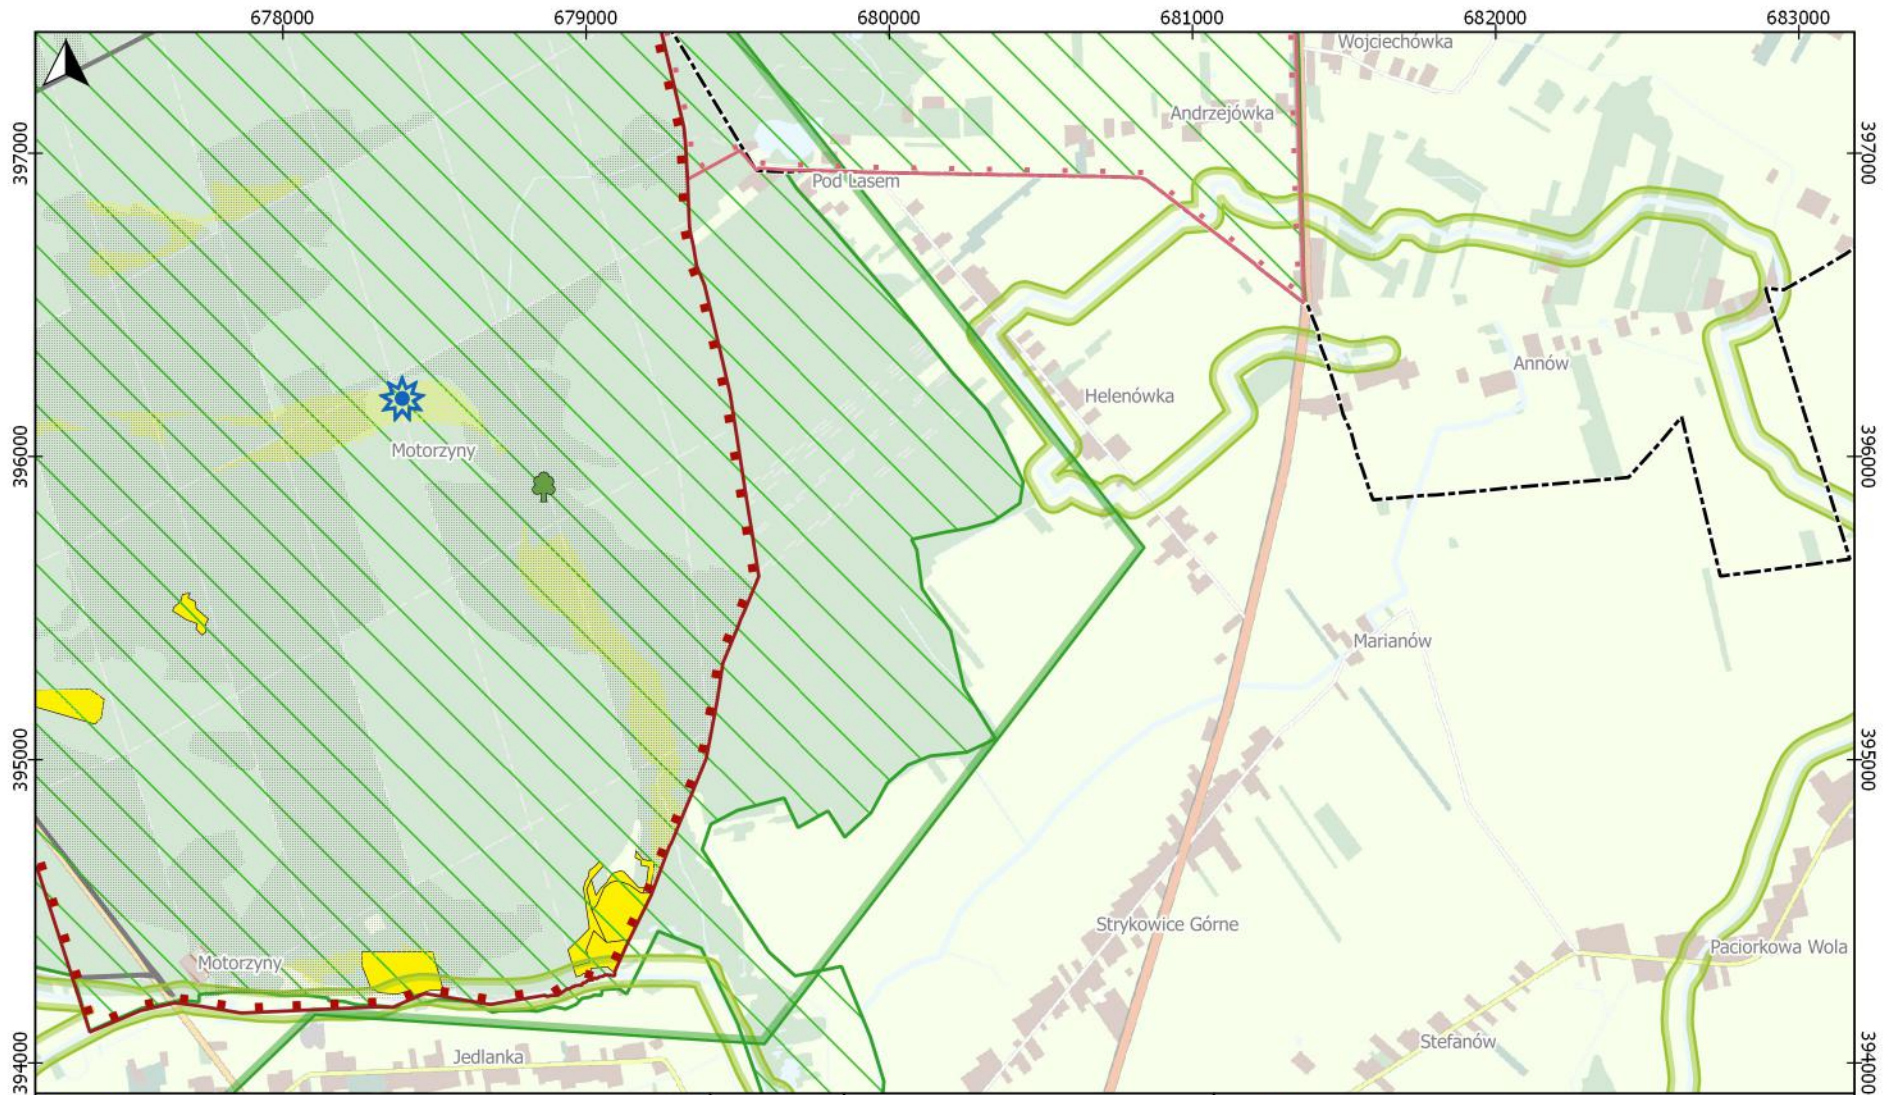 678000
679000
680000
681000
682000
683000
Wojciechówka
Andrzejówka
397000
397000
Pod Lasem
Annów
Helenówka
Motorzyny
396000
396000
Marianów
395000
395000
Strykowice Górne
Paciorkowa Wola
Motorzyny
Stefanów
Jedlanka
394000
394000